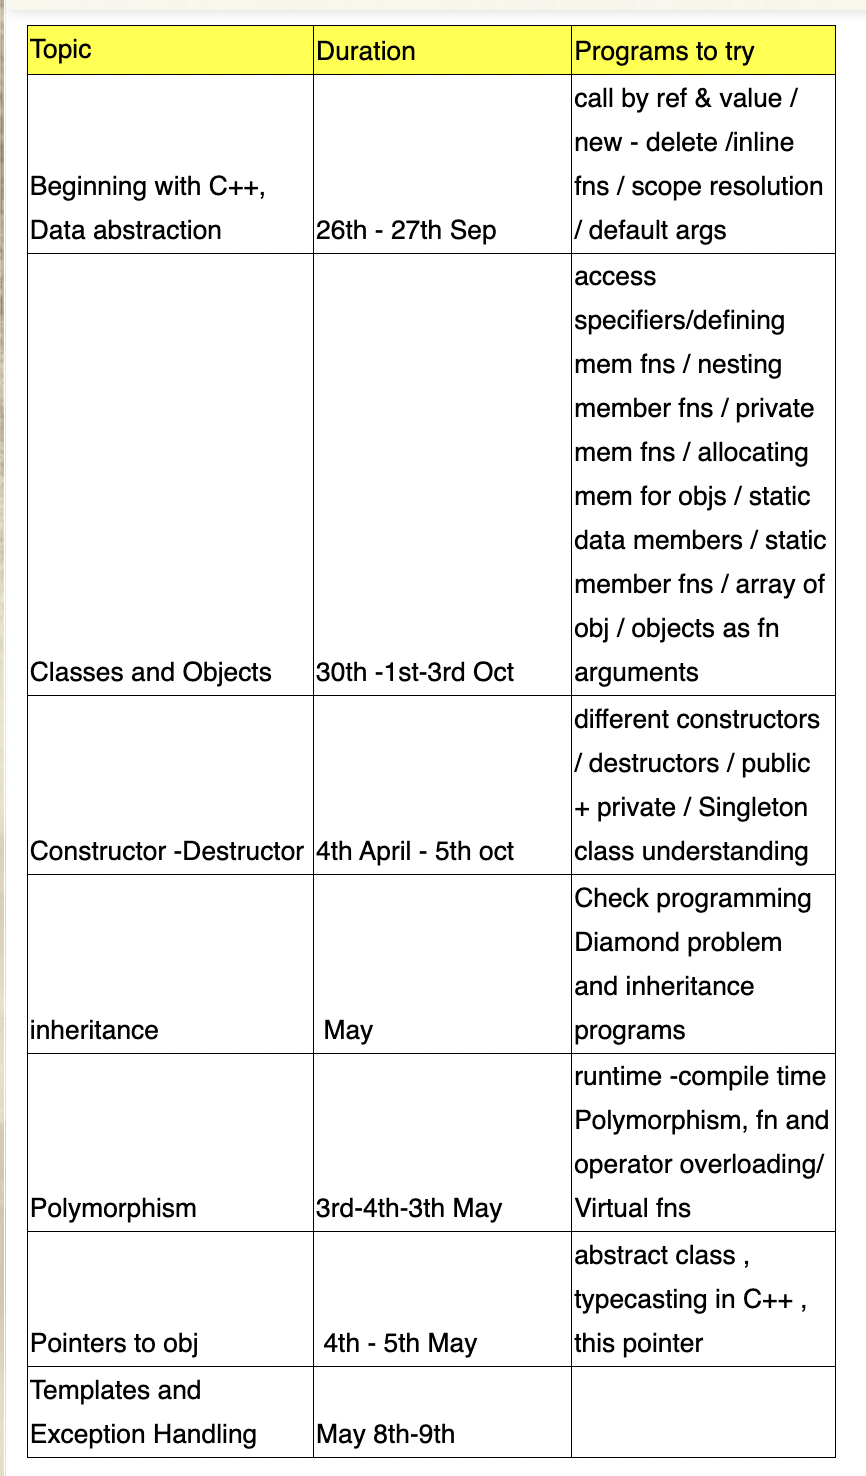 Topic
Duration
Programs to try
Beginning with C++,
Data abstraction
26th - 27th Sep
call by ref & value /
new - delete /inline
fns / scope resolution
/ default args
Classes and Objects
30th -1st-3rd Oct
access
specifiers/defining
mem fns / nesting
member fns / private
mem fns / allocating
mem for objs / static
data members / static
member fns / array of
obj / objects as fn
arguments
Constructor -Destructor
4th April - 5th oct
different constructors
/ destructors / public
+ private / Singleton
class understanding
inheritance
May
Check programming
Diamond problem
and inheritance
programs
Polymorphism
3rd-4th-3th May
runtime -compile time
Polymorphism, fn and
operator overloading/
Virtual fns
Pointers to obj
4th - 5th May
abstract class ,
typecasting in C++ ,
this pointer
Templates and
Exception Handling
May 8th-9th